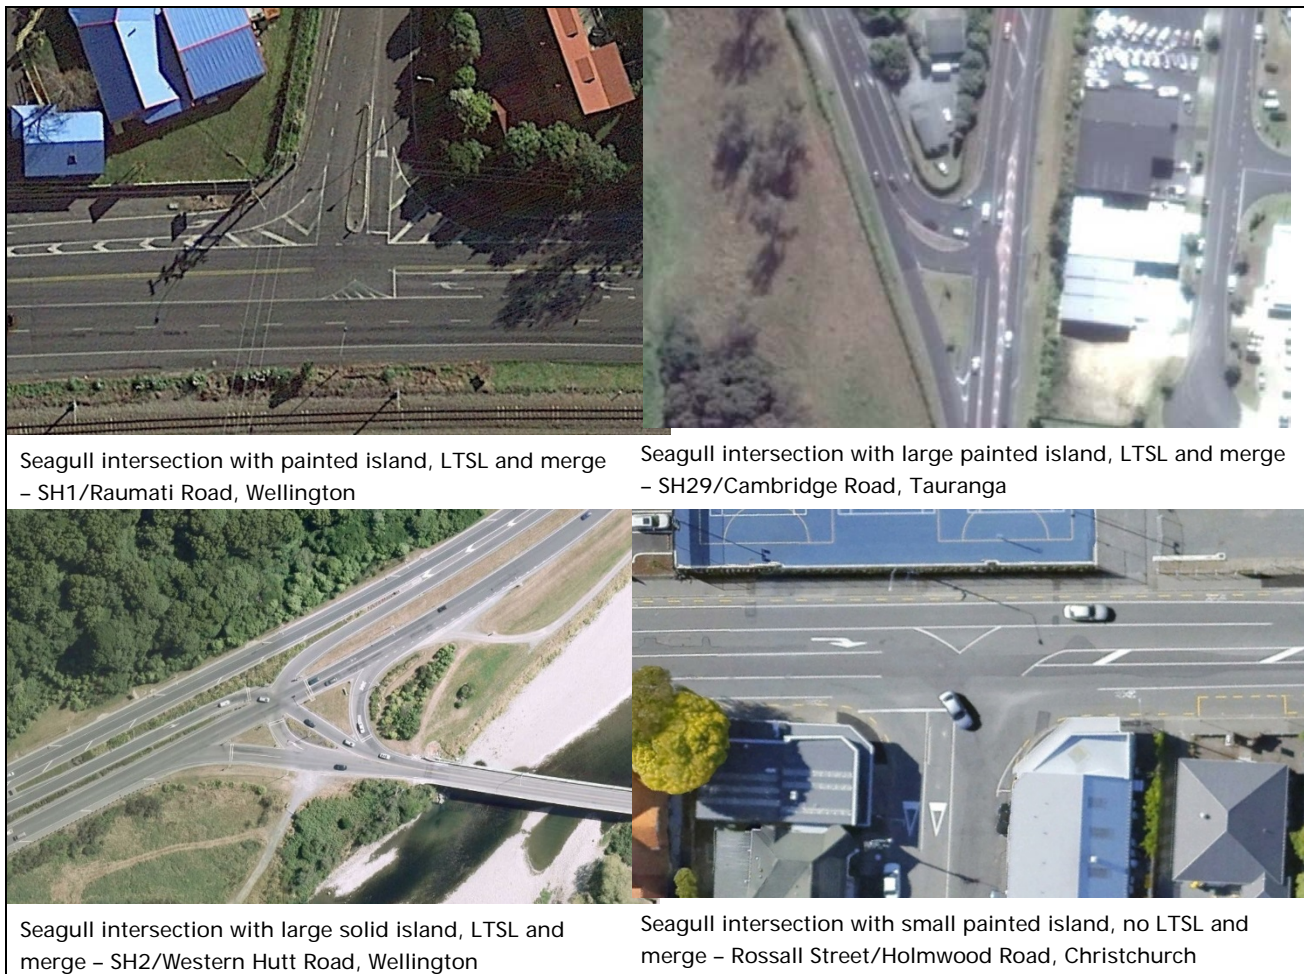 Seagull intersection with painted island, LTSL and merge
– SH1/Raumati Road, Wellington
Seagull intersection with large painted island, LTSL and merge
– SH29/Cambridge Road, Tauranga
Seagull intersection with large solid island, LTSL and
merge – SH2/Western Hutt Road, Wellington
Seagull intersection with small painted island, no LTSL and
merge – Rossall Street/Holmwood Road, Christchurch